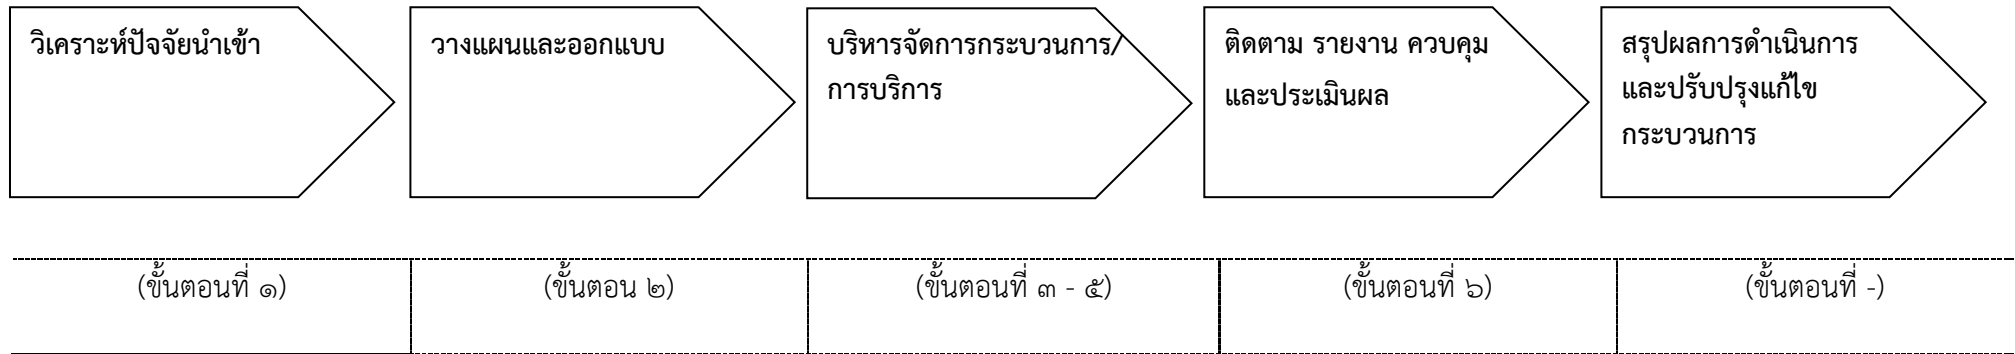 วิเคราะห์ปัจจัยนำเข้า
วางแผนและออกแบบ
บริหารจัดการกระบวนการ/
การบริการ
ติดตาม รายงาน ควบคุม
และประเมินผล
สรุปผลการดำเนินการ
และปรับปรุงแก้ไข
กระบวนการ
(ขั้นตอนที่ ๑)
(ขั้นตอน ๒)
(ขั้นตอนที่ ๓ - ๕)
(ขั้นตอนที่ ๖)
(ขั้นตอนที่ -)